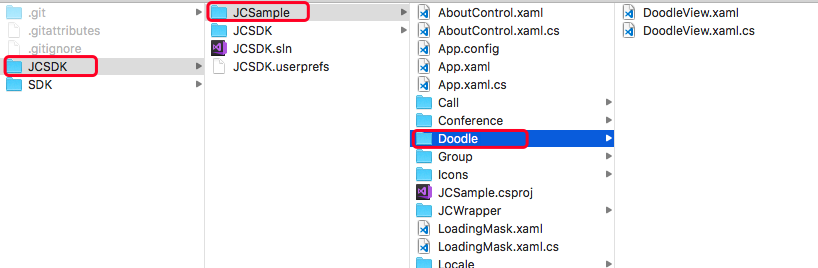 .git
.gitattributes
.gitignore
JCSDK
SDK
JCSample
JCSDK
JCSDK.sln
JCSDK.userprefs
AboutControl.xaml
AboutControl.xaml.cs
App.config
App.xaml
App.xaml.cs
Call
Conference
Doodle
Group
Icons
JCSample.csproj
JCWrapper
LoadingMask.xaml
LoadingMask.xaml.cs
Locale
DoodleView.xaml
DoodleView.xaml.cs